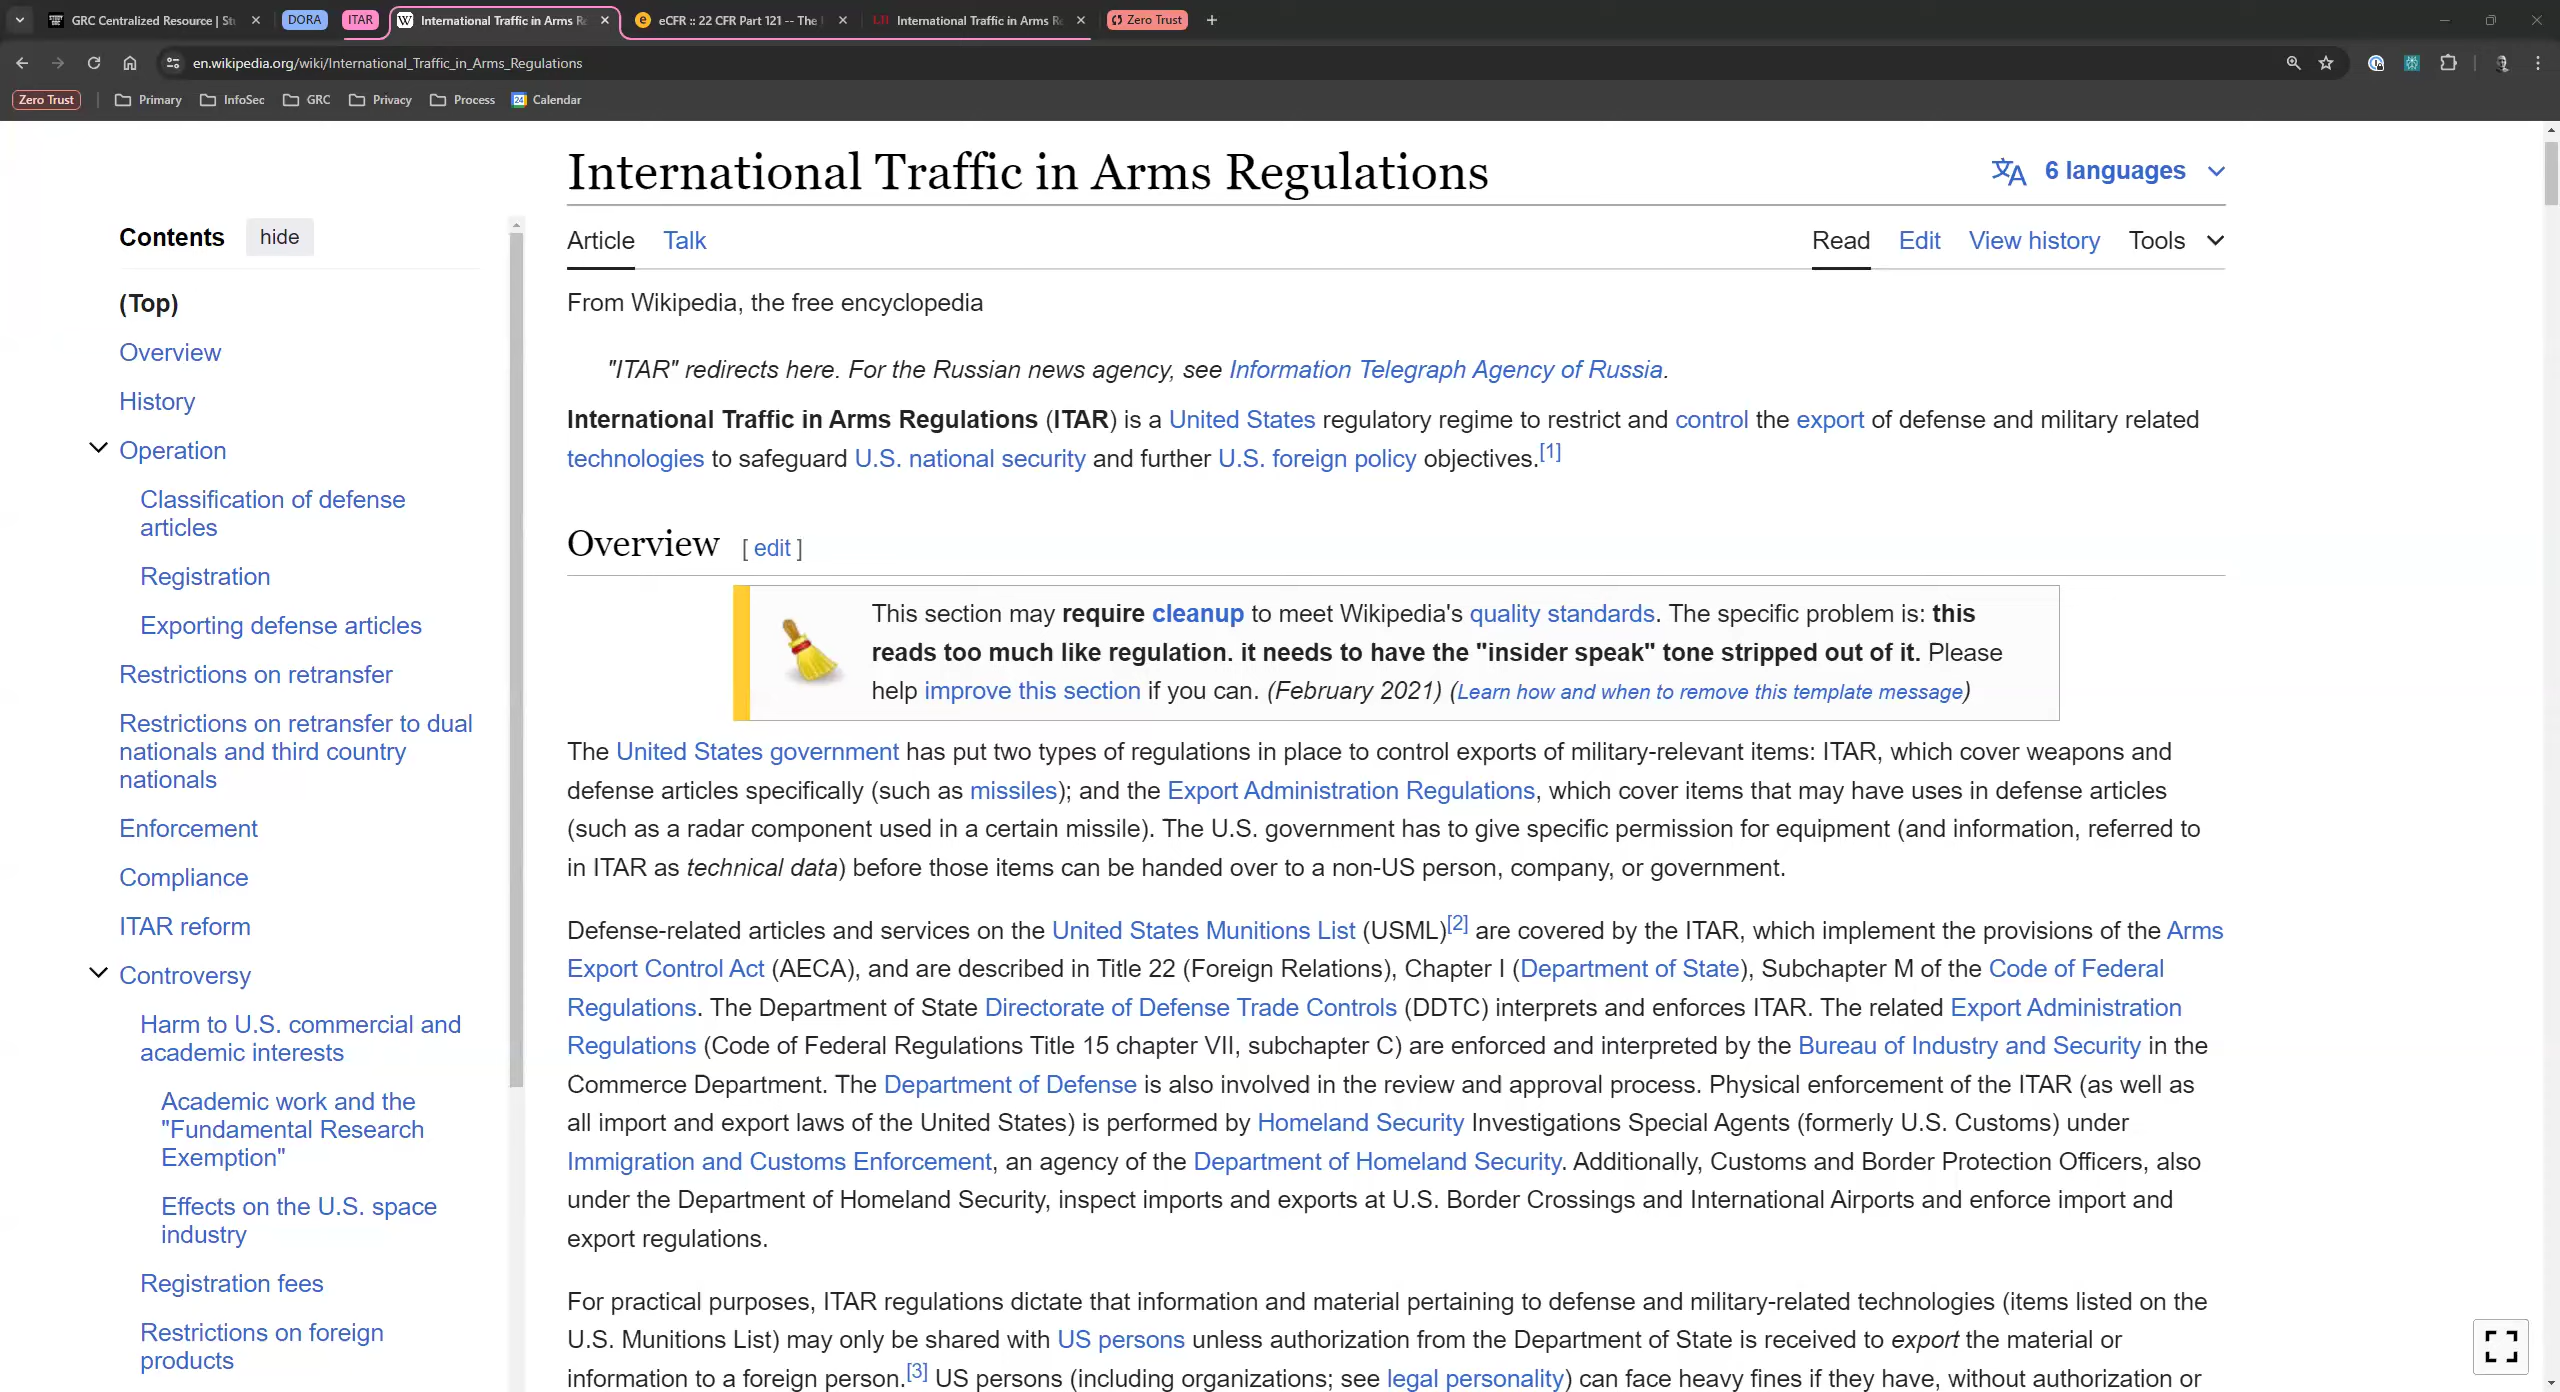 GRC Centralized Resource | St
DORA
ITAR
International Traffic in Arms R
eCFR :: 22 CFR Part 121 -- The
International Traffic in Arms R
Zero Trust
en.wikipedia.org/wiki/International_Traffic_in_Arms_Regulations
Zero Trust
Primary
InfoSec
GRC
Privacy
Process
Calendar
Contents
hide
(Top)
Overview
History
Operation
Classification of defense
articles
Registration
Exporting defense articles
Restrictions on retransfer
Restrictions on retransfer to dual
nationals and third country
nationals
Enforcement
Compliance
ITAR reform
Controversy
Harm to U.S. commercial and
academic interests
Academic work and the
"Fundamental Research
Exemption"
Effects on the U.S. space
industry
Registration fees
Restrictions on foreign
products
International Traffic in Arms Regulations
6 languages
Article Talk
Read Edit View history Tools
From Wikipedia, the free encyclopedia
"ITAR" redirects here. For the Russian news agency, see Information Telegraph Agency of Russia.
International Traffic in Arms Regulations (ITAR) is a United States regulatory regime to restrict and control the export of defense and military related
technologies to safeguard U.S. national security and further U.S. foreign policy objectives.[1]
Overview [ edit ]
This section may require cleanup to meet Wikipedia's quality standards. The specific problem is: this
reads too much like regulation. it needs to have the "insider speak" tone stripped out of it. Please
help improve this section if you can. (February 2021) (Learn how and when to remove this template message)
The United States government has put two types of regulations in place to control exports of military-relevant items: ITAR, which cover weapons and
defense articles specifically (such as missiles); and the Export Administration Regulations, which cover items that may have uses in defense articles
(such as a radar component used in a certain missile). The U.S. government has to give specific permission for equipment (and information, referred to
in ITAR as technical data) before those items can be handed over to a non-US person, company, or government.
Defense-related articles and services on the United States Munitions List (USML)[2] are covered by the ITAR, which implement the provisions of the Arms
Export Control Act (AECA), and are described in Title 22 (Foreign Relations), Chapter I (Department of State), Subchapter M of the Code of Federal
Regulations. The Department of State Directorate of Defense Trade Controls (DDTC) interprets and enforces ITAR. The related Export Administration
Regulations (Code of Federal Regulations Title 15 chapter VII, subchapter C) are enforced and interpreted by the Bureau of Industry and Security in the
Commerce Department. The Department of Defense is also involved in the review and approval process. Physical enforcement of the ITAR (as well as
all import and export laws of the United States) is performed by Homeland Security Investigations Special Agents (formerly U.S. Customs) under
Immigration and Customs Enforcement, an agency of the Department of Homeland Security. Additionally, Customs and Border Protection Officers, also
under the Department of Homeland Security, inspect imports and exports at U.S. Border Crossings and International Airports and enforce import and
export regulations.
For practical purposes, ITAR regulations dictate that information and material pertaining to defense and military-related technologies (items listed on the
U.S. Munitions List) may only be shared with US persons unless authorization from the Department of State is received to export the material or
information to a foreign person.[3] US persons (including organizations; see legal personality) can face heavy fines if they have, without authorization or